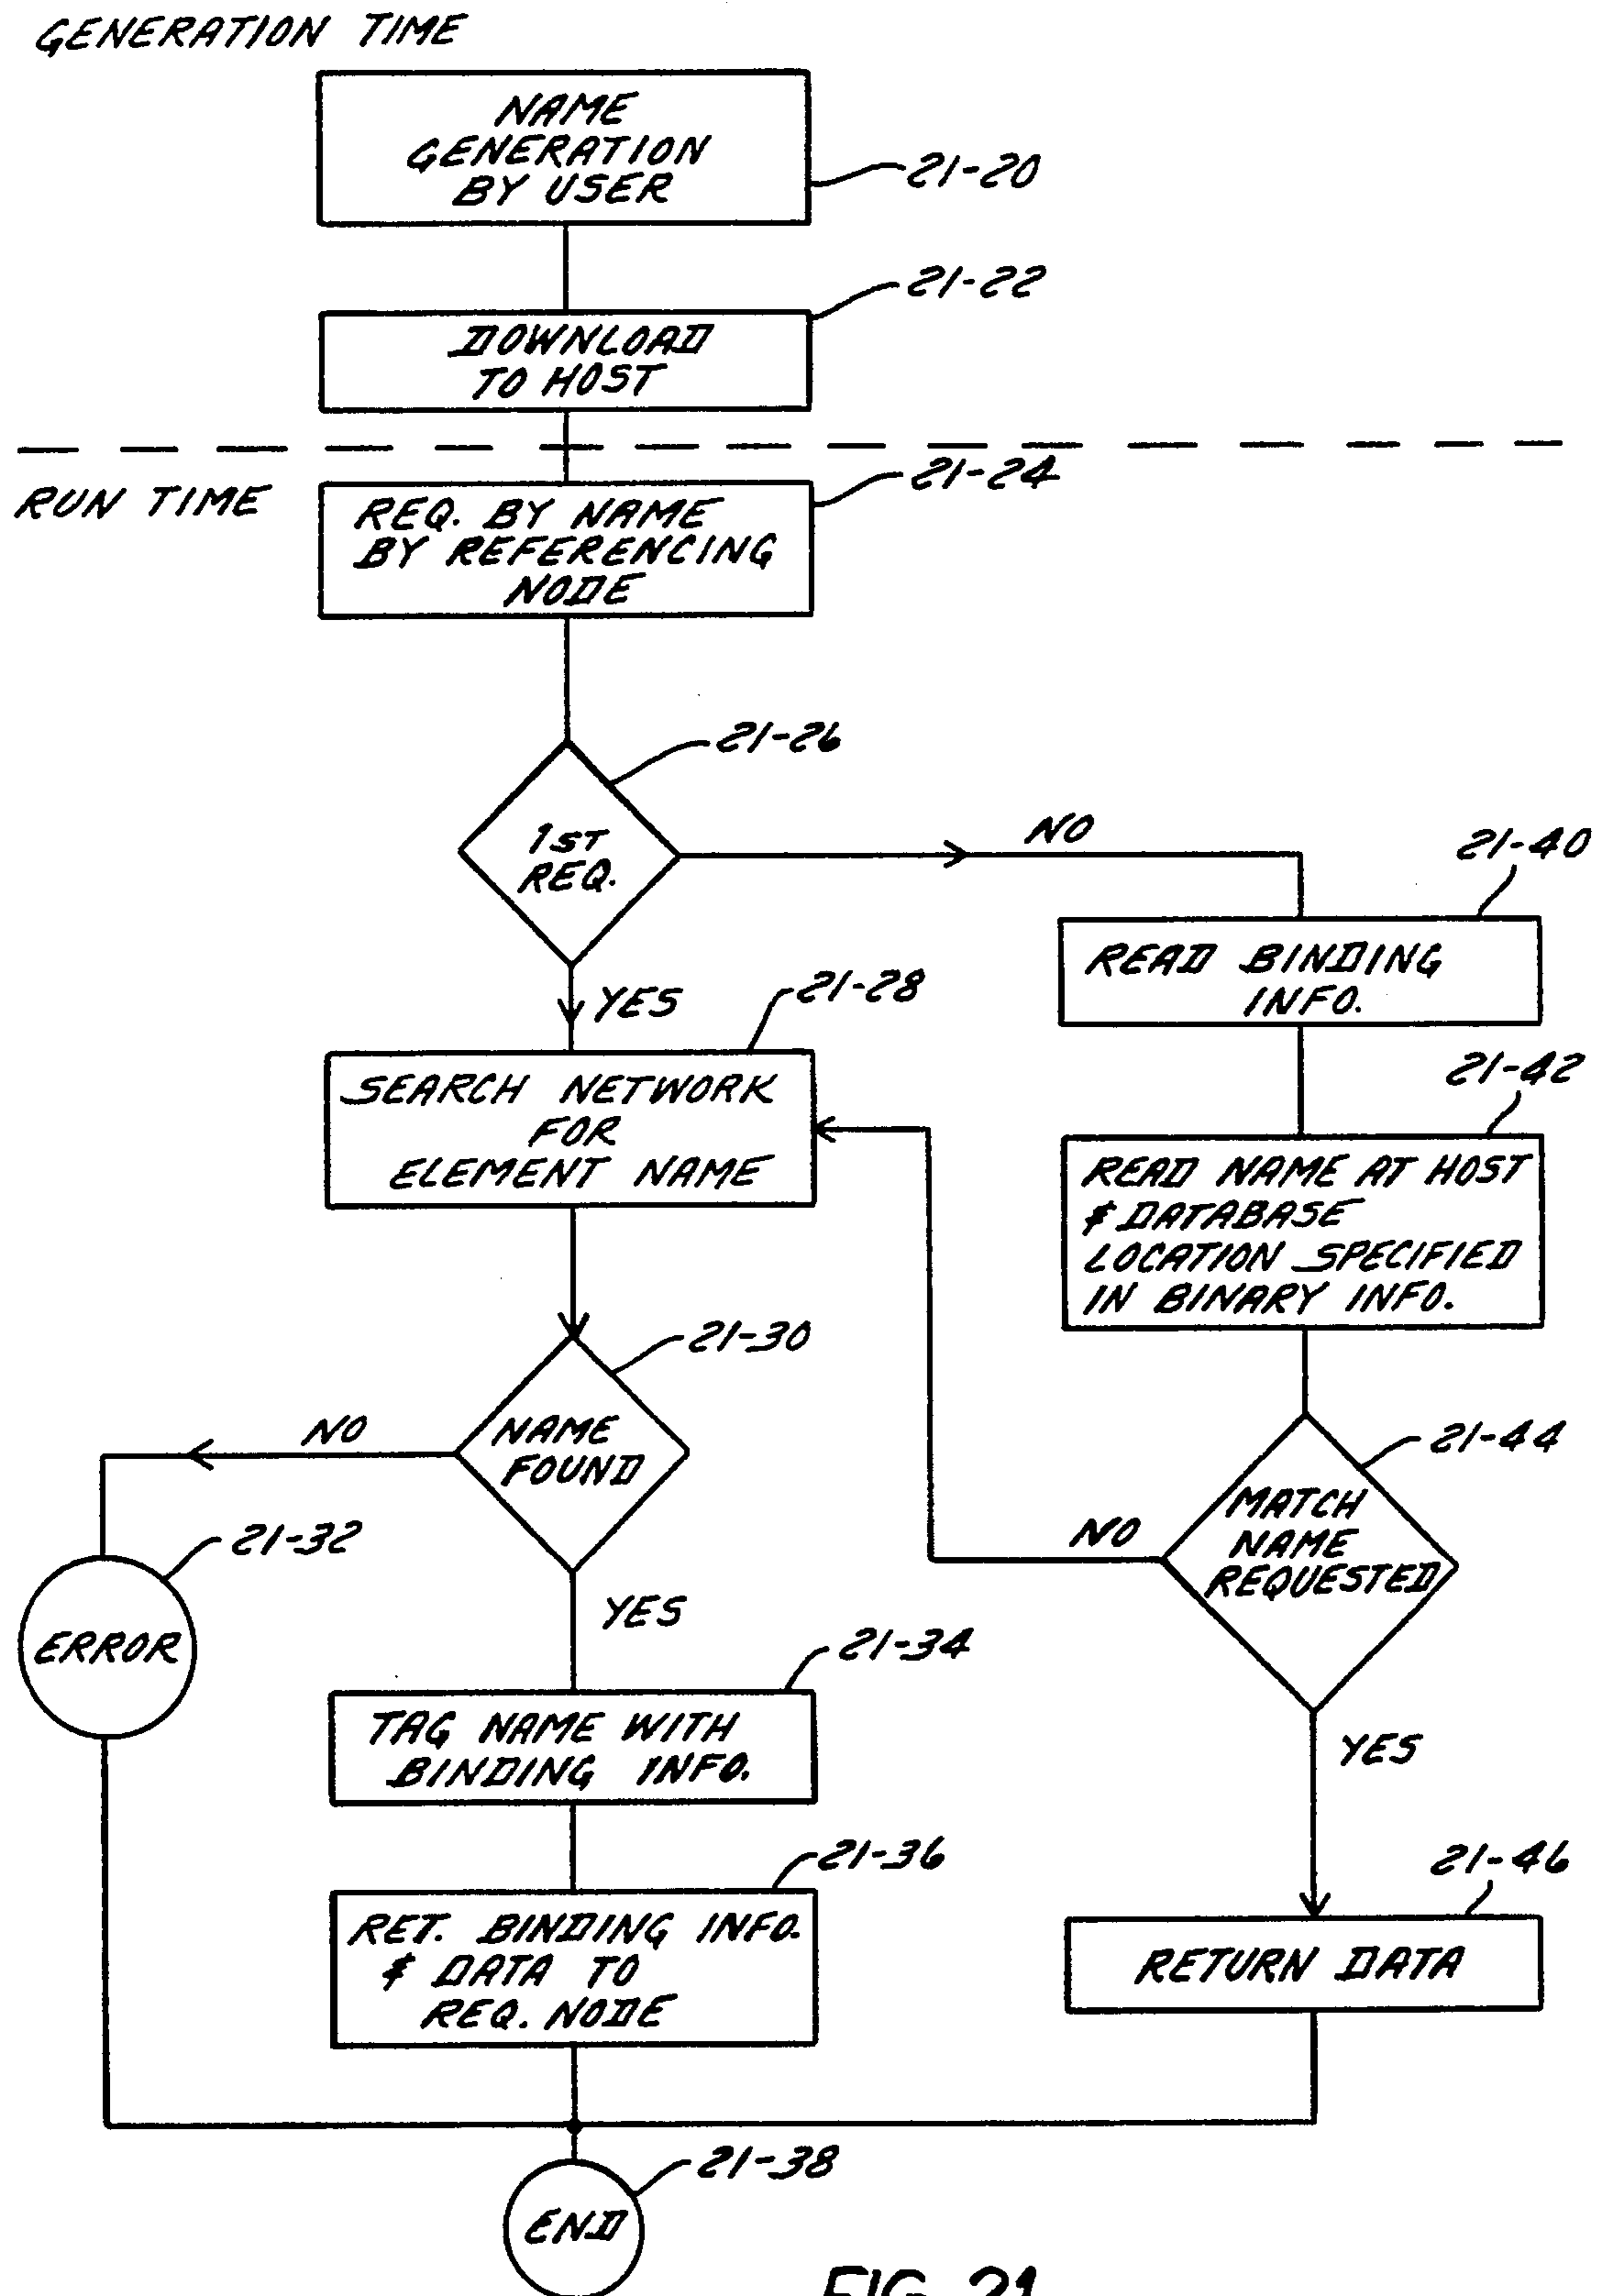 GENERATION TIME
NAME
GENERATION
BY USER
21-20
21-22
DOWNLOAD
TO HOST
RUN TIME
21-24
REQ. BY NAME
BY REFERENCING
NODE
21-26
1ST
REQ.
NO
21-40
READ BINDING
INFO.
YES
21-28
SEARCH NETWORK
FOR
ELEMENT NAME
21-42
READ NAME AT HOST
& DATABASE
LOCATION SPECIFIED
IN BINARY INFO.
21-30
NAME
FOUND
NO
21-32
ERROR
21-44
MATCH
NAME
REQUESTED
NO
YES
21-34
TAG NAME WITH
BINDING INFO.
YES
21-36
RET. BINDING INFO.
& DATA TO
REQ. NODE
21-46
RETURN DATA
21-38
END
FIG. 21